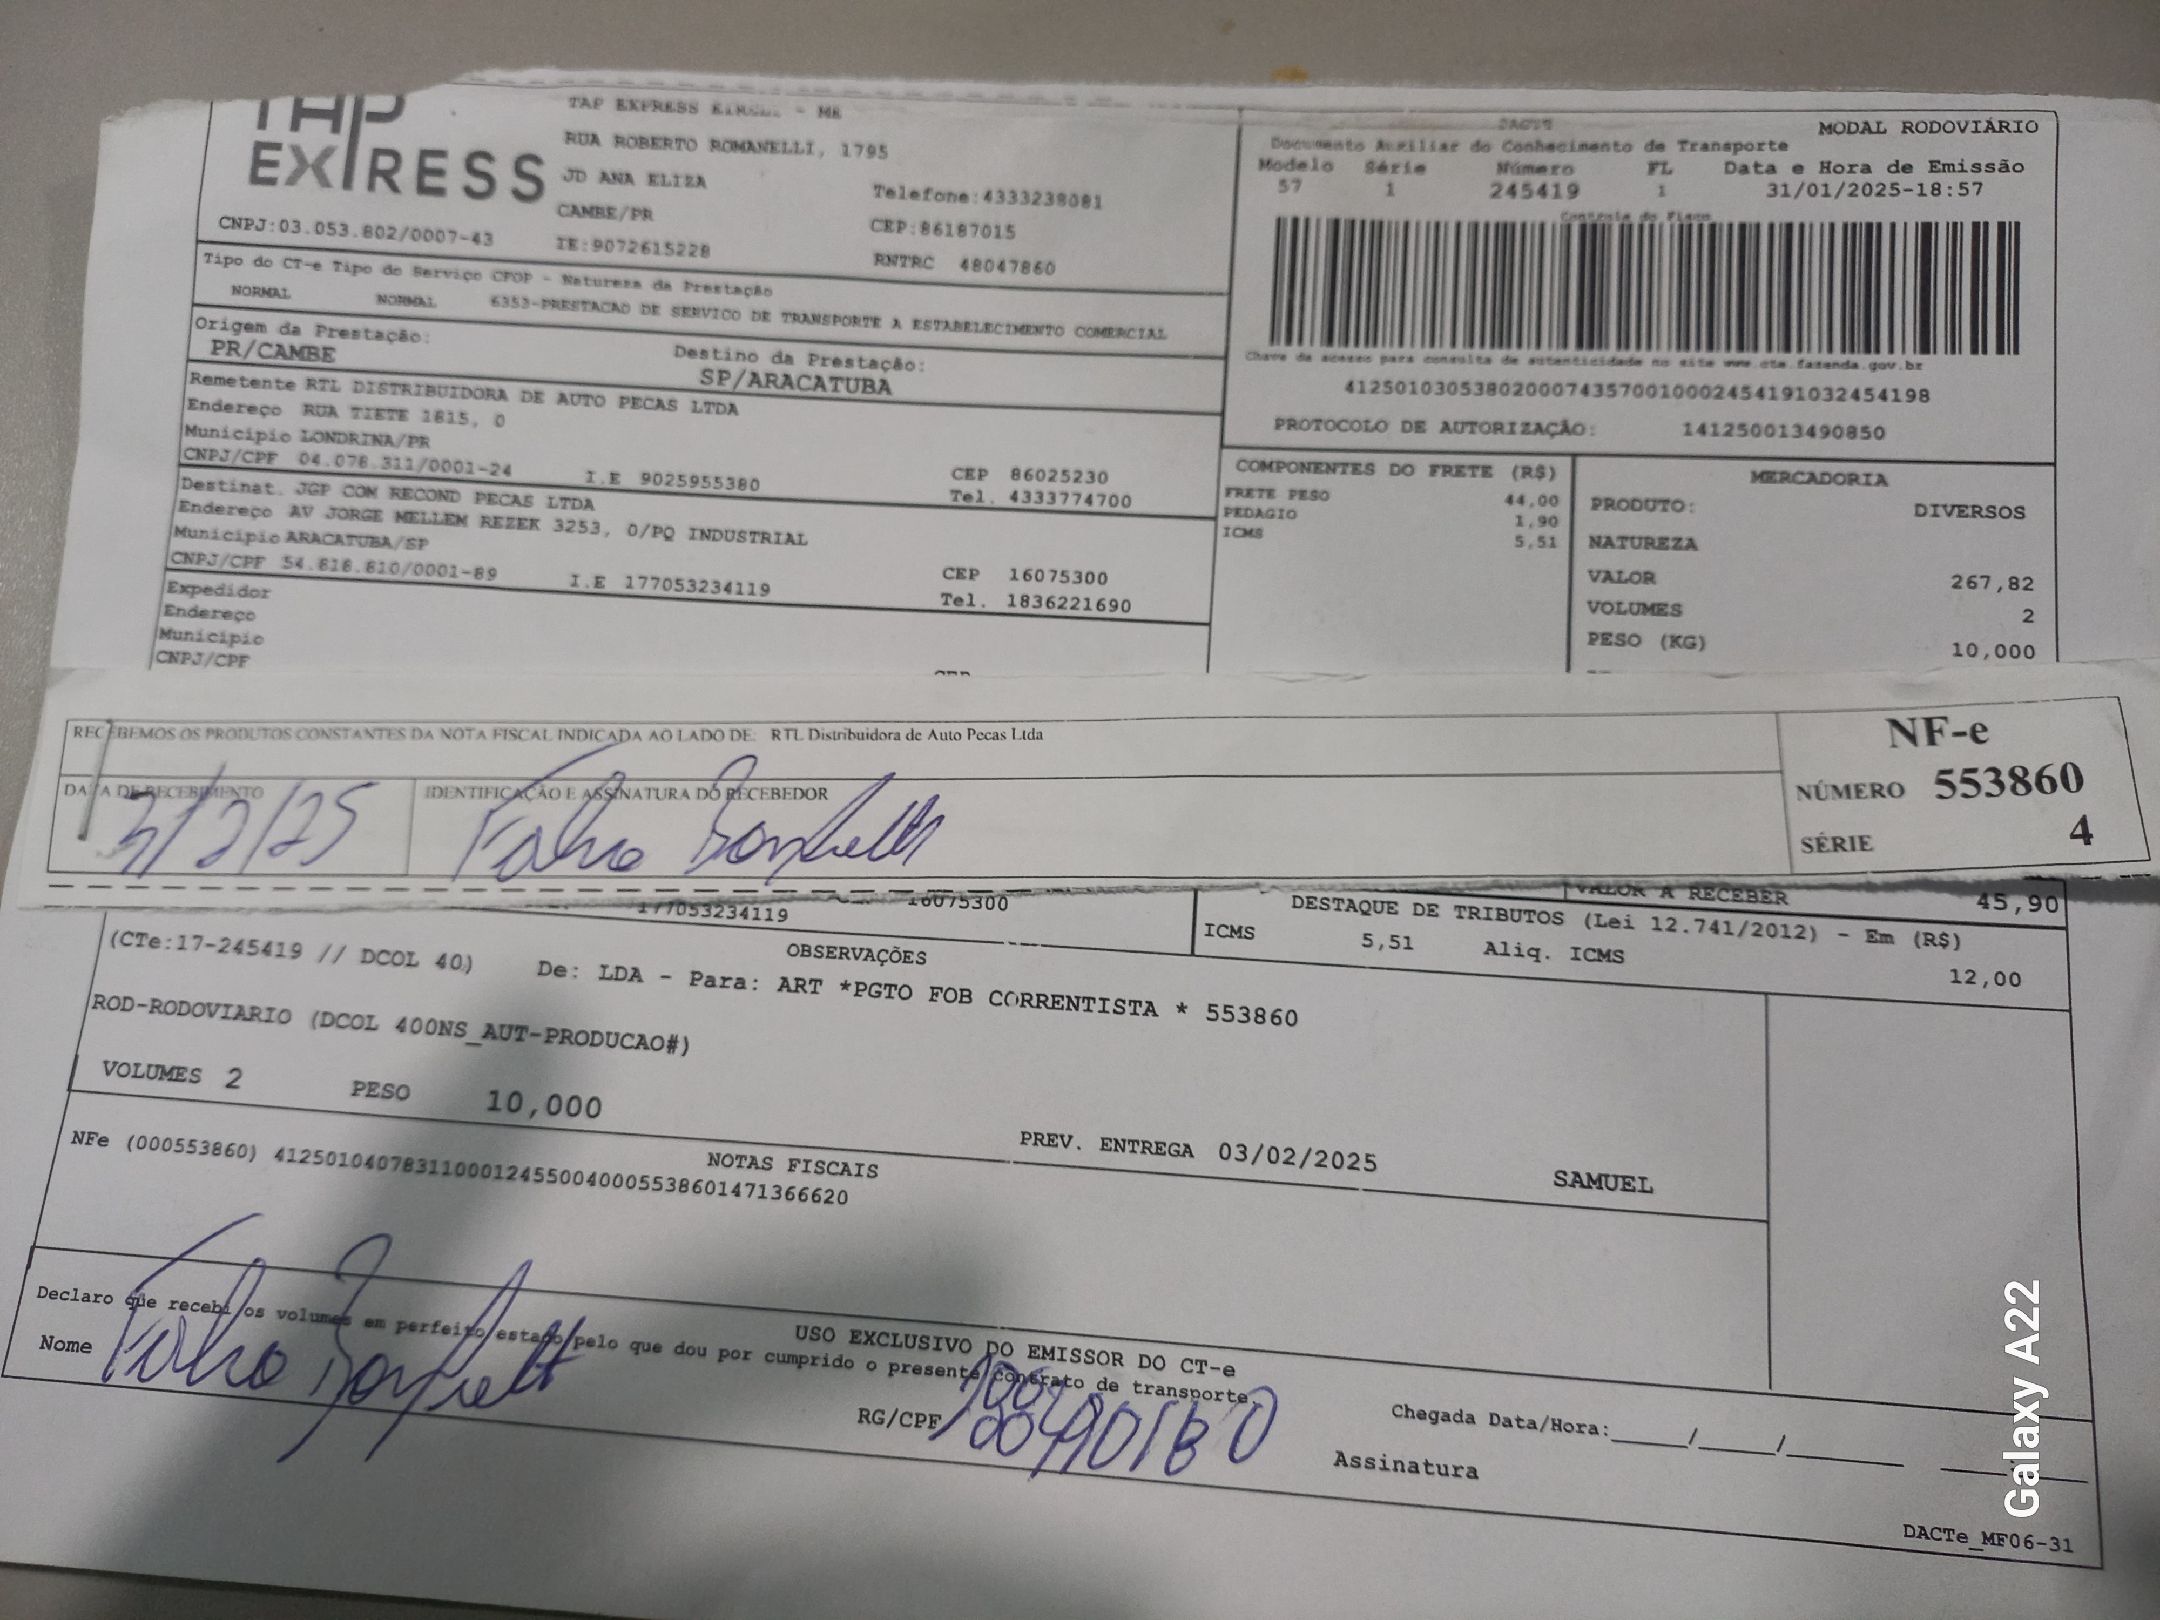 TAP
EXPRESS
TAP EXPRESS EIRELI - ME
RUA ROBERTO ROMANELLI, 1795
JD ANA ELIZA
CAMBE/PR
Telefone:4333238081
CEP:86187015
CNPJ:03.053.802/0007-43
IE:9072615228
RNTRC 48047860
DACTE
MODAL RODOVIÁRIO
Documento Auxiliar do Conhecimento de Transporte
Modelo Série Número FL Data e Hora de Emissão
57 1 245419 1 31/01/2025-18:57
Controle do Fisco
Chave de acesso para consulta de autenticidade no site www.cte.fazenda.gov.br
41250103053802000743570010002454191032454198
PROTOCOLO DE AUTORIZAÇÃO: 141250013490850
Tipo do CT-e Tipo do Serviço CFOP - Natureza da Prestação
NORMAL NORMAL 6353-PRESTACAO DE SERVICO DE TRANSPORTE A ESTABELECIMENTO COMERCIAL
Origem da Prestação:
PR/CAMBE
Destino da Prestação:
SP/ARACATUBA
Remetente RTL DISTRIBUIDORA DE AUTO PECAS LTDA
Endereço RUA TIETE 1815, 0
Município LONDRINA/PR
CEP 86025230
CNPJ/CPF 04.078.311/0001-24 I.E 9025955380 Tel. 4333774700
Destinat. JGP COM RECOND PECAS LTDA
Endereço AV JORGE MELLEM REZEK 3253, 0/PQ INDUSTRIAL
Município ARACATUBA/SP
CEP 16075300
CNPJ/CPF 54.818.810/0001-89 I.E 177053234119 Tel. 1836221690
Expedidor
Endereço
Município
CNPJ/CPF
COMPONENTES DO FRETE (R$)
FRETE PESO 44,00
PEDAGIO 1,90
ICMS 5,51
MERCADORIA
PRODUTO: DIVERSOS
NATUREZA
VALOR 267,82
VOLUMES 2
PESO (KG) 10,000
RECEBEMOS OS PRODUTOS CONSTANTES DA NOTA FISCAL INDICADA AO LADO DE: RTL Distribuidora de Auto Pecas Ltda
DATA DE RECEBIMENTO
3/2/25
IDENTIFICAÇÃO E ASSINATURA DO RECEBEDOR
NF-e
NÚMERO 553860
SÉRIE 4
177053234119 16075300
VALOR A RECEBER 45,90
DESTAQUE DE TRIBUTOS (Lei 12.741/2012) - Em (R$)
ICMS 5,51 Aliq. ICMS 12,00
OBSERVAÇÕES
(CTe:17-245419 // DCOL 40) De: LDA - Para: ART *PGTO FOB CORRENTISTA * 553860
ROD-RODOVIARIO (DCOL 400NS_AUT-PRODUCAO#)
VOLUMES 2 PESO 10,000
PREV. ENTREGA 03/02/2025 SAMUEL
NOTAS FISCAIS
NFe (000553860) 41250104078311000124550040005538601471366620
USO EXCLUSIVO DO EMISSOR DO CT-e
Declaro que recebi os volumes em perfeito estado pelo que dou por cumprido o presente contrato de transporte.
Nome
RG/CPF
Chegada Data/Hora:_____/_____/_____
Assinatura
DACTe_MF06-31
Galaxy A22